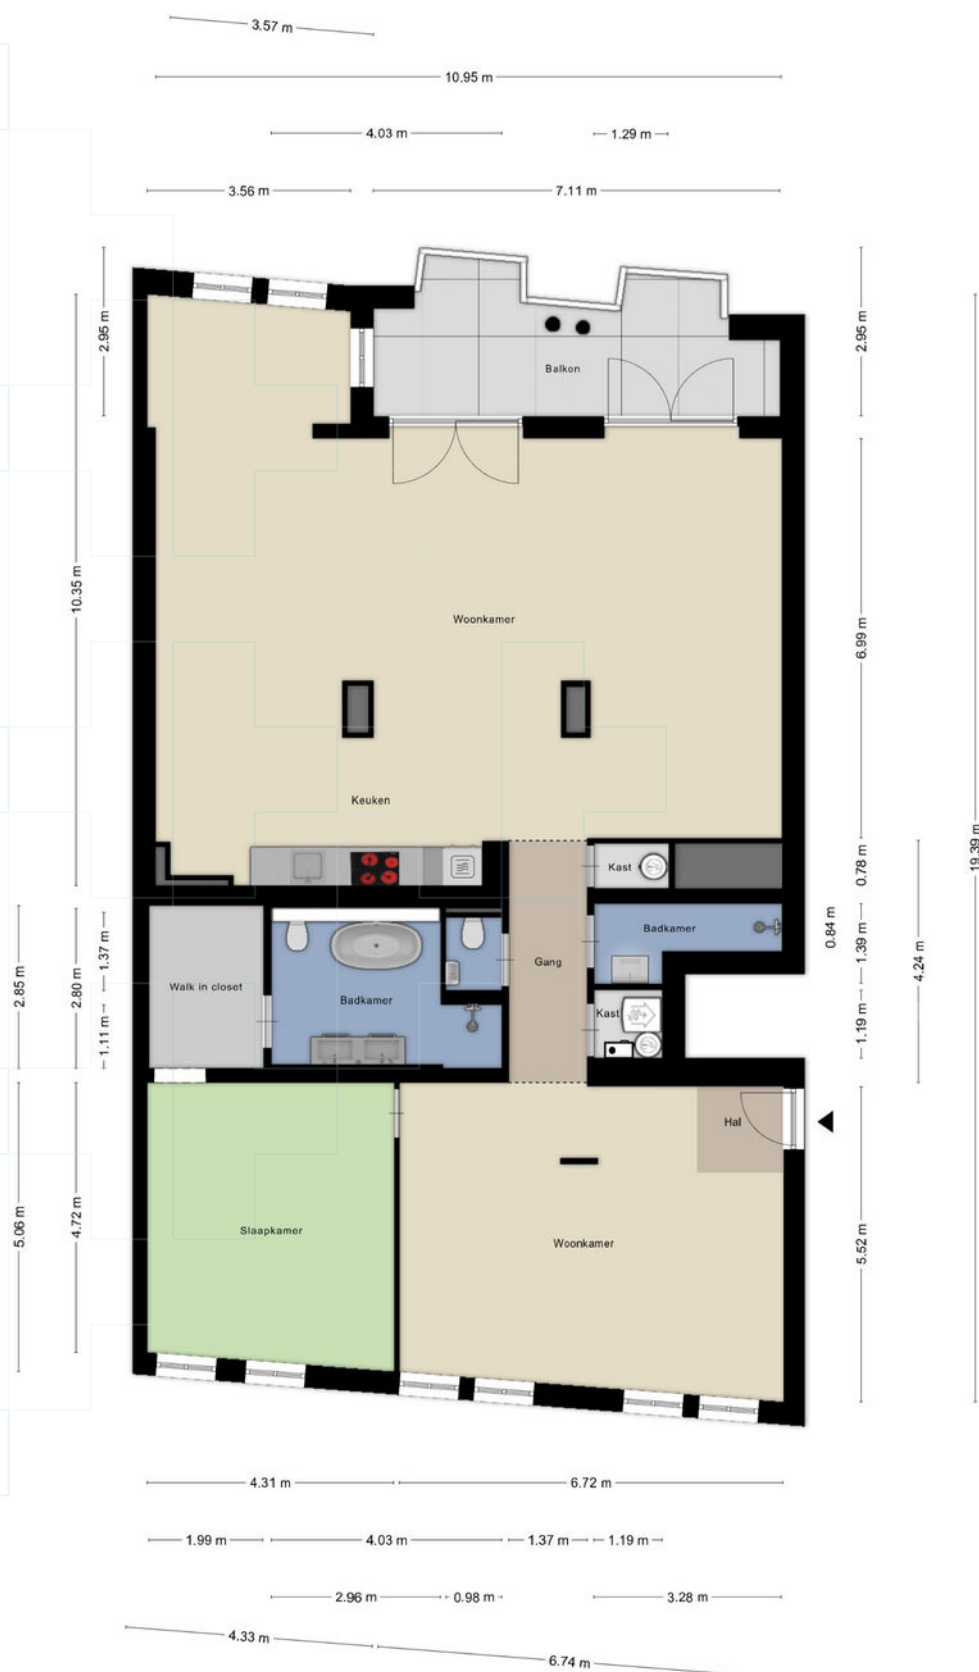 3.57 m
10.95 m
4.03 m
1.29 m
3.56 m
7.11 m
2.95 m
2.95 m
Balkon
10.35 m
Woonkamer
6.99 m
Keuken
19.39 m
Kast
0.78 m
Badkamer
0.84 m
1.37 m
1.39 m
2.85 m
2.80 m
Gang
4.24 m
Walk in closet
Badkamer
Kast
1.11 m
1.19 m
Hal
5.06 m
4.72 m
Slaapkamer
Woonkamer
5.52 m
4.31 m
6.72 m
1.99 m
4.03 m
1.37 m
1.19 m
2.96 m
0.98 m
3.28 m
4.33 m
6.74 m